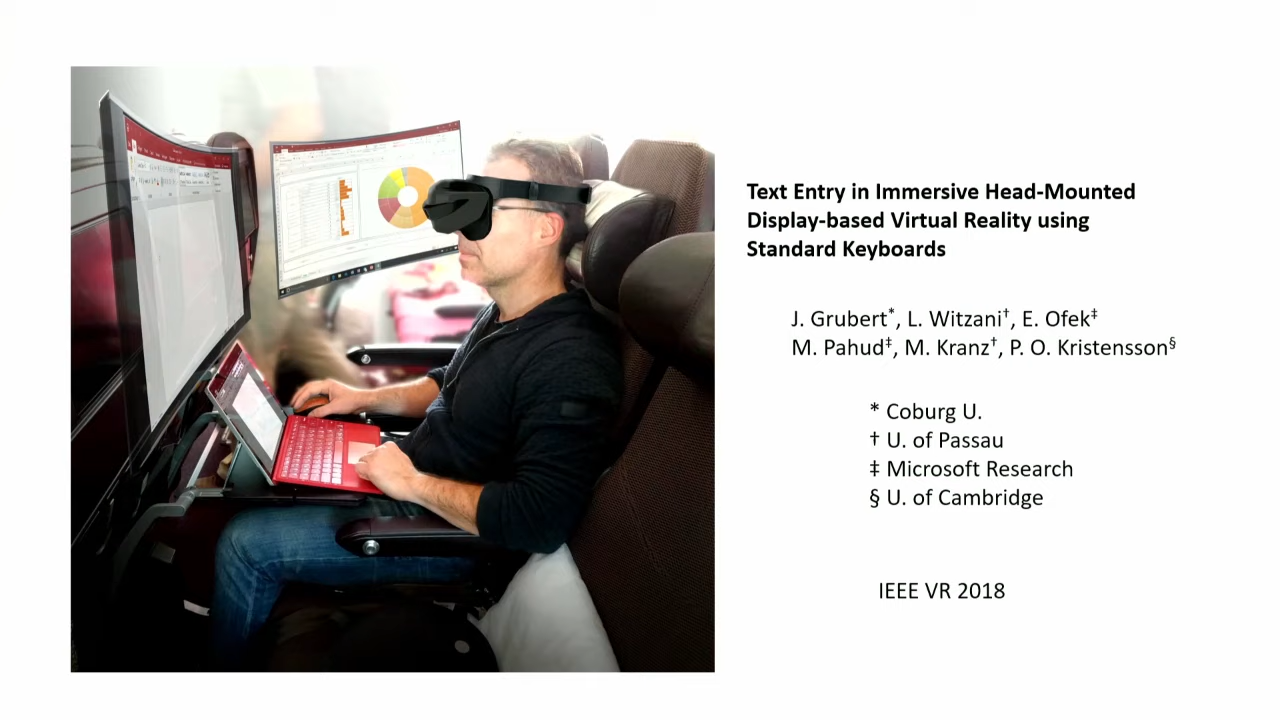 Text Entry in Immersive Head-Mounted
Display-based Virtual Reality using
Standard Keyboards
J. Grubert*, L. Witzani†, E. Ofek‡
M. Pahud‡, M. Kranz†, P. O. Kristensson§
* Coburg U.
† U. of Passau
‡ Microsoft Research
§ U. of Cambridge
IEEE VR 2018